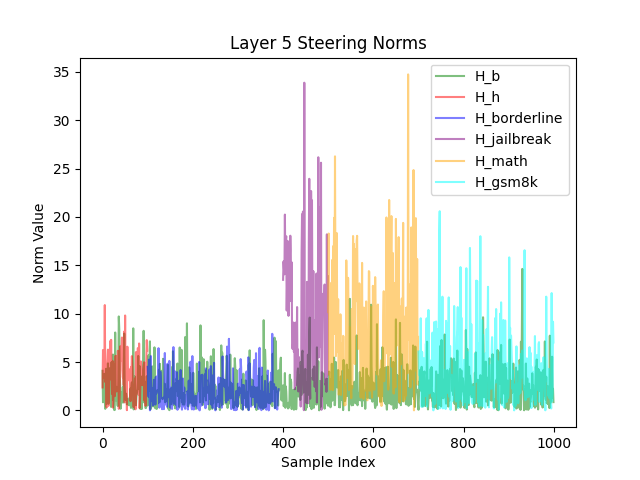 Layer 5 Steering Norms
Norm Value
35
30
25
20
15
10
5
0
H_b
H_h
H_borderline
H_jailbreak
H_math
H_gsm8k
0 200 400 600 800 1000
Sample Index